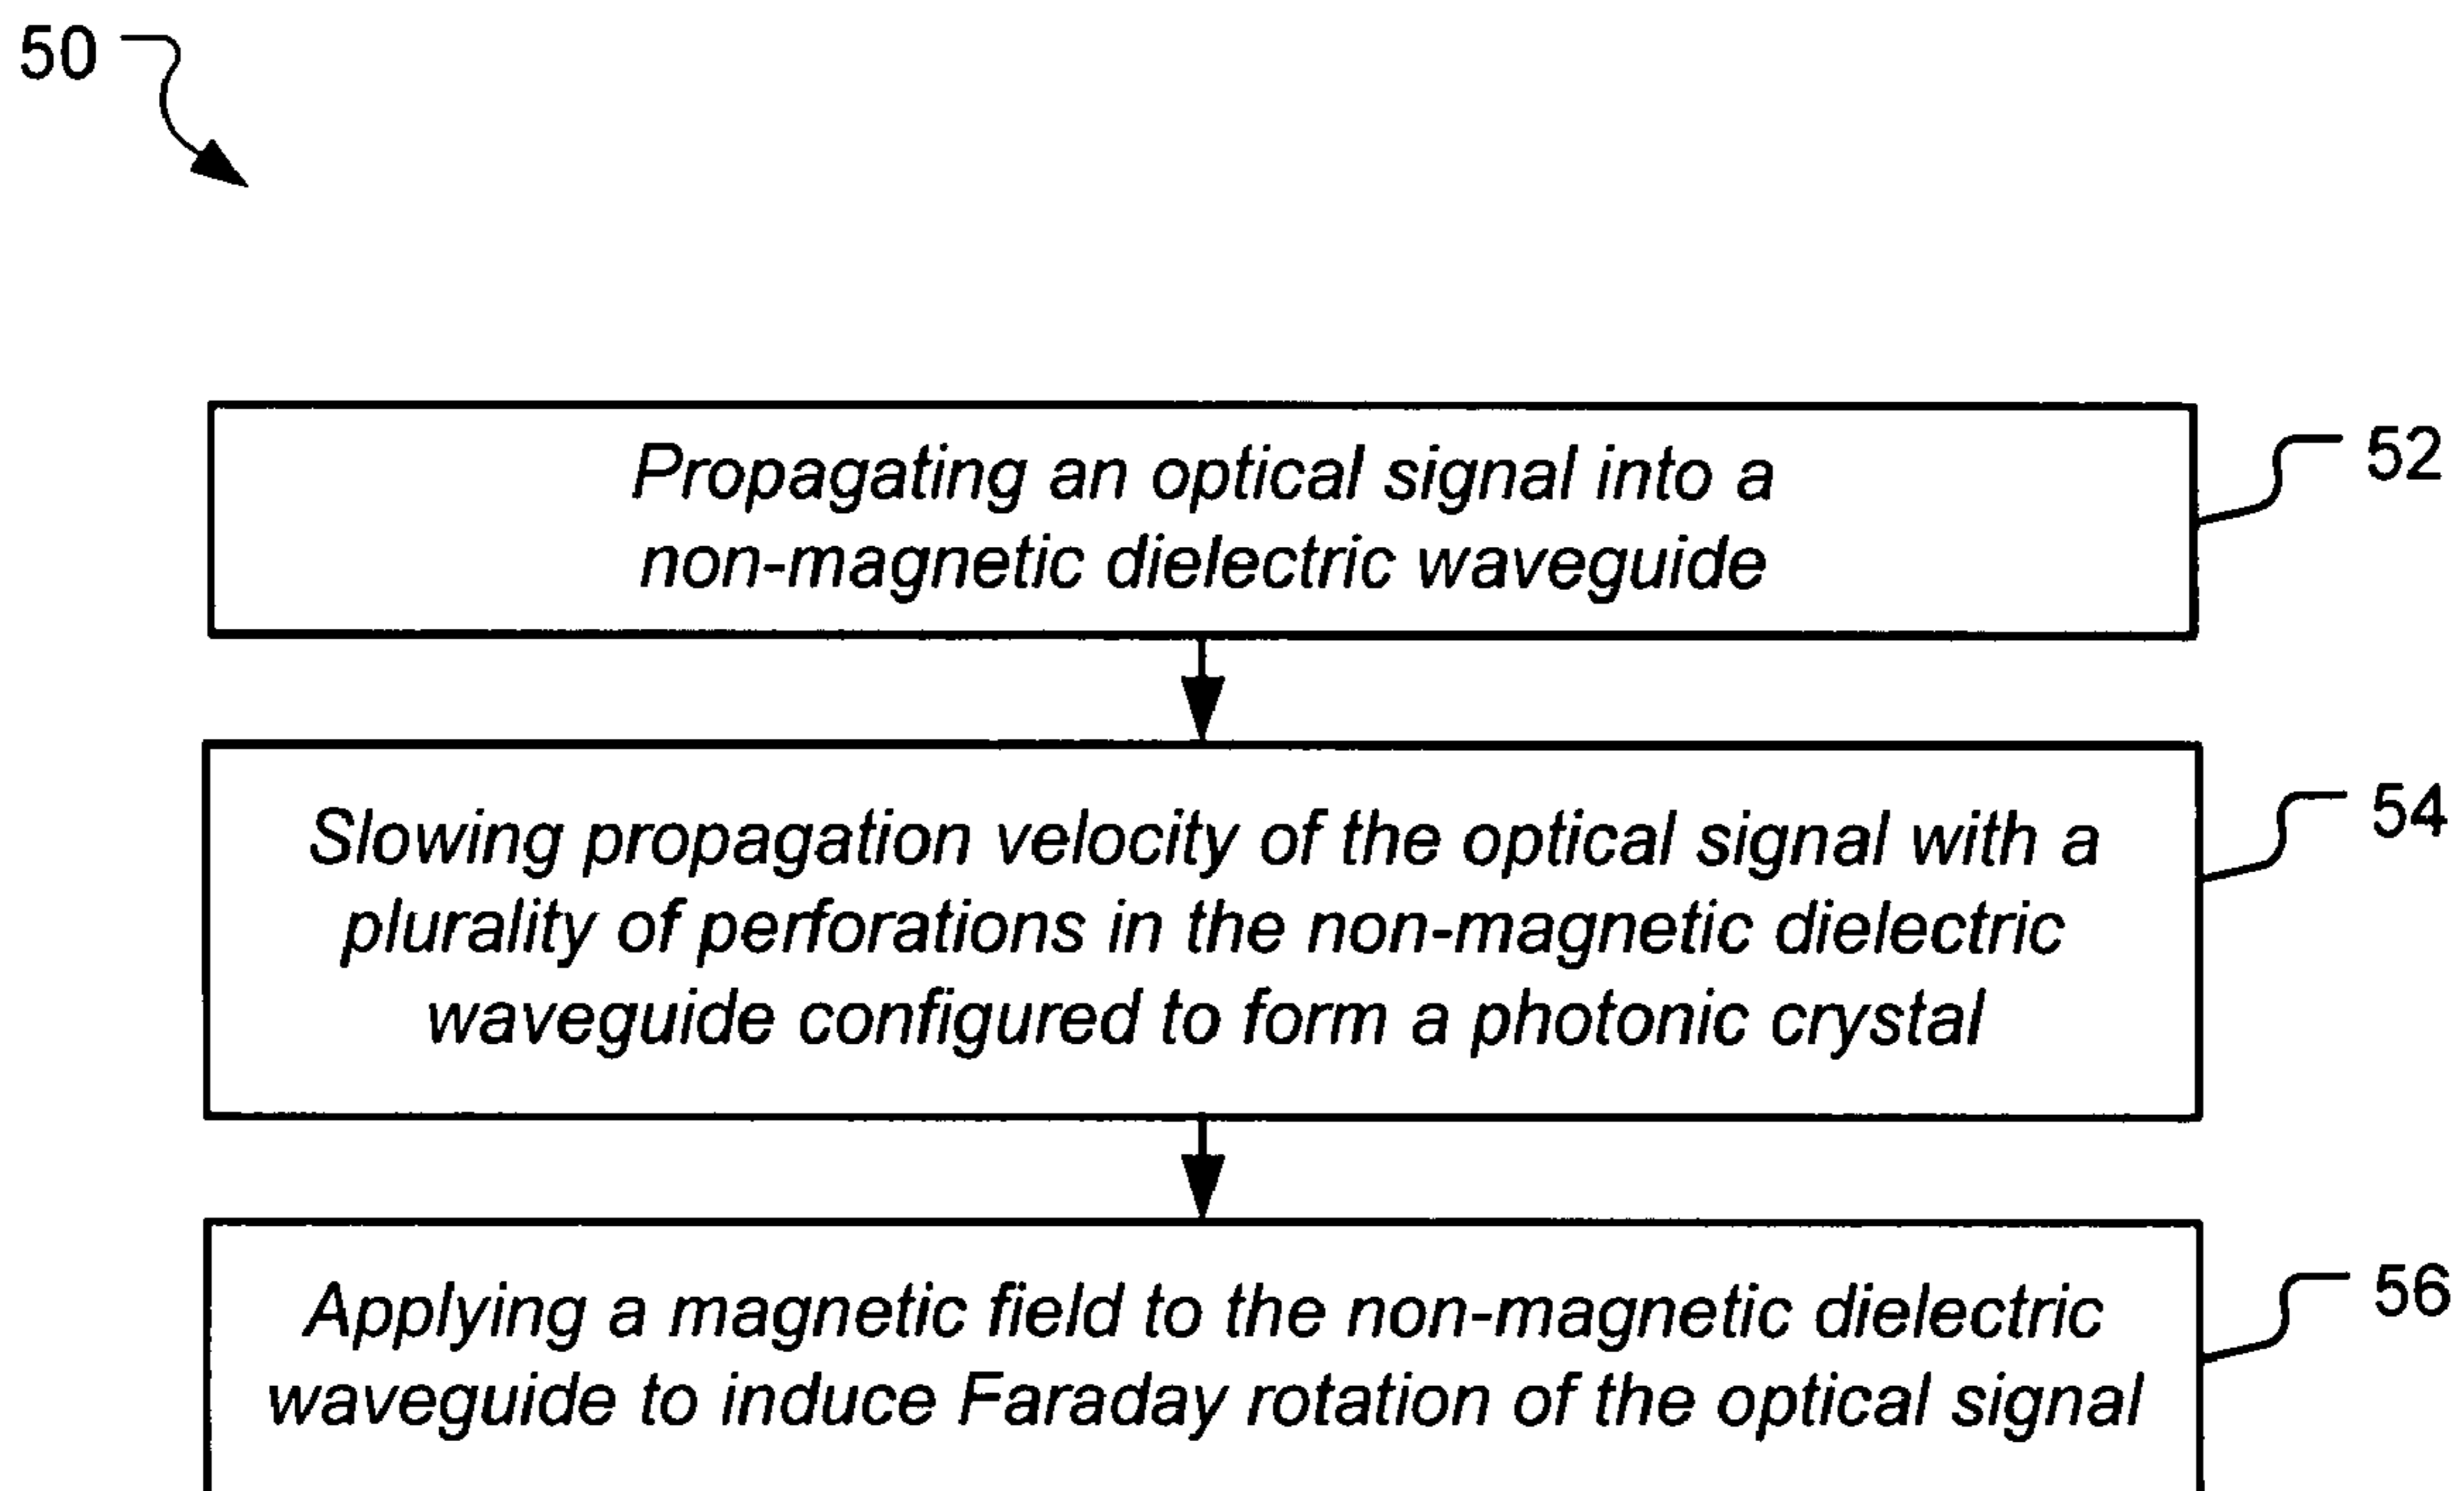 50
Propagating an optical signal into a
non-magnetic dielectric waveguide
52
Slowing propagation velocity of the optical signal with a
plurality of perforations in the non-magnetic dielectric
waveguide configured to form a photonic crystal
54
Applying a magnetic field to the non-magnetic dielectric
waveguide to induce Faraday rotation of the optical signal
56